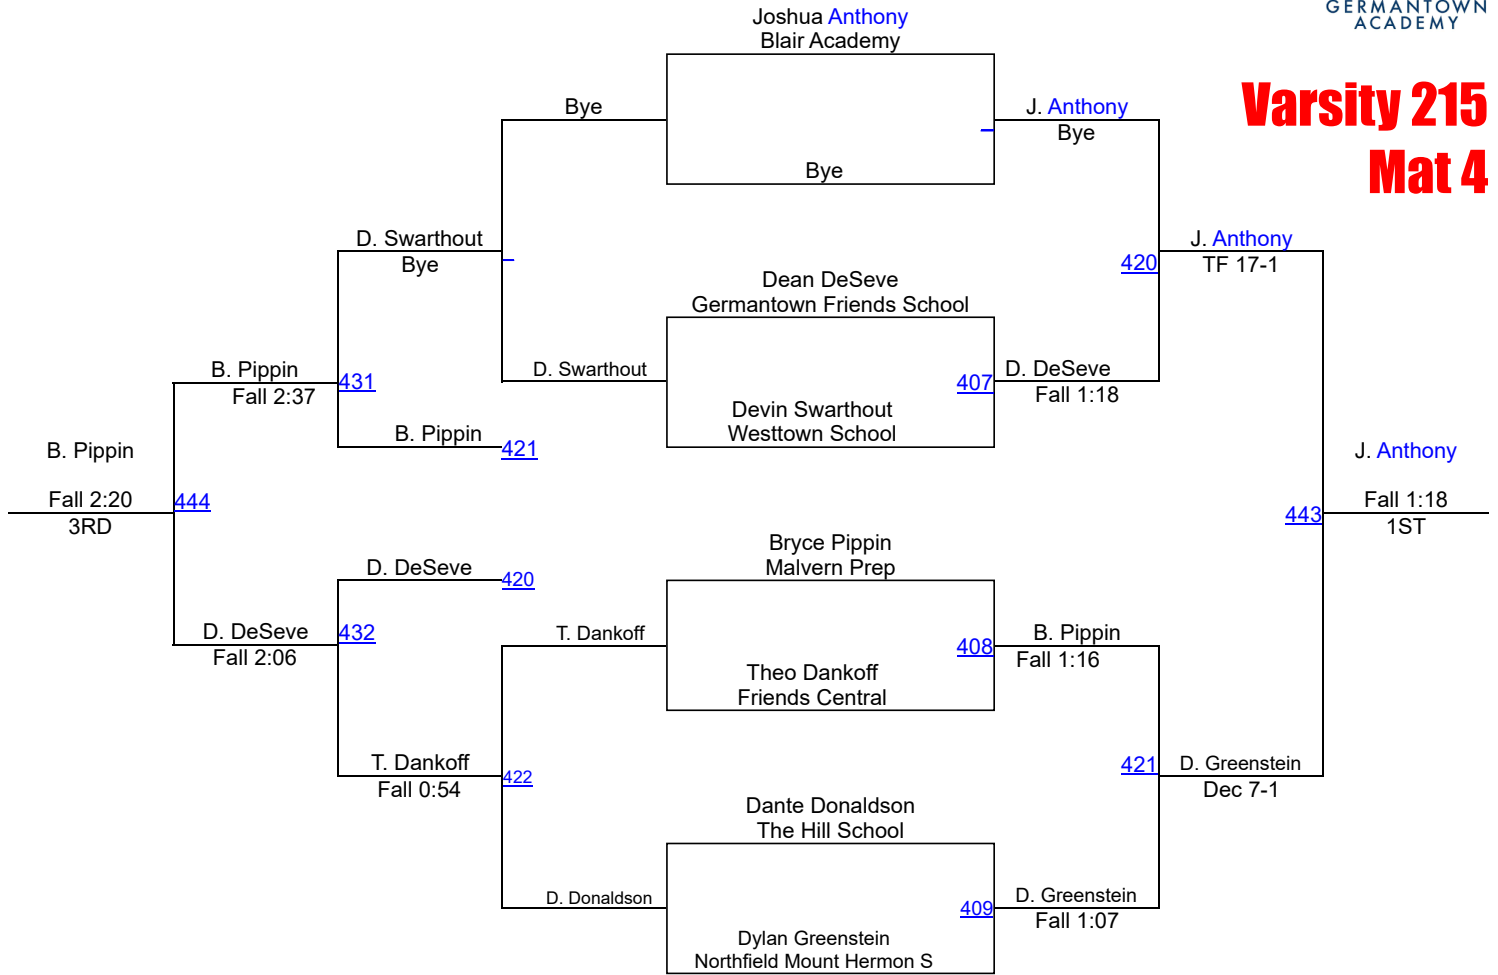 GERMANTOWN
ACADEMY
Varsity 215
Mat 4
Joshua Anthony
Blair Academy
Bye
Bye
J. Anthony
Bye
D. Swarthout
Bye
J. Anthony
420
TF 17-1
Dean DeSeve
Germantown Friends School
D. Swarthout
407
D. DeSeve
Fall 1:18
Devin Swarthout
Westtown School
B. Pippin
431
Fall 2:37
B. Pippin
421
B. Pippin
Fall 2:20
444
3RD
J. Anthony
Fall 1:18
443
1ST
Bryce Pippin
Malvern Prep
D. DeSeve
420
T. Dankoff
408
B. Pippin
Fall 1:16
Theo Dankoff
Friends Central
D. DeSeve
432
Fall 2:06
T. Dankoff
422
Fall 0:54
421
D. Greenstein
Dec 7-1
Dante Donaldson
The Hill School
D. Donaldson
409
D. Greenstein
Fall 1:07
Dylan Greenstein
Northfield Mount Hermon S